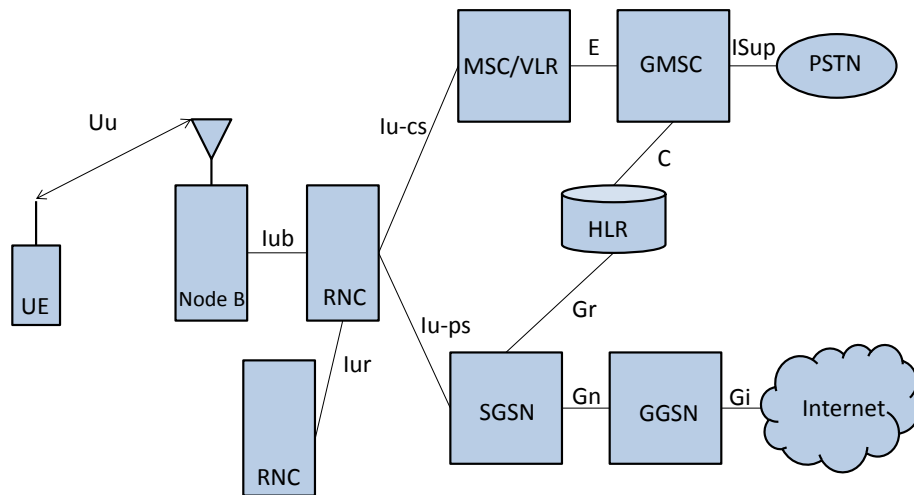 MSC/VLR
E
GMSC
ISup
PSTN
Uu
Iu-cs
C
HLR
Iub
UE
Node B
RNC
Gr
Iu-ps
Iur
SGSN
Gn
GGSN
Gi
Internet
RNC